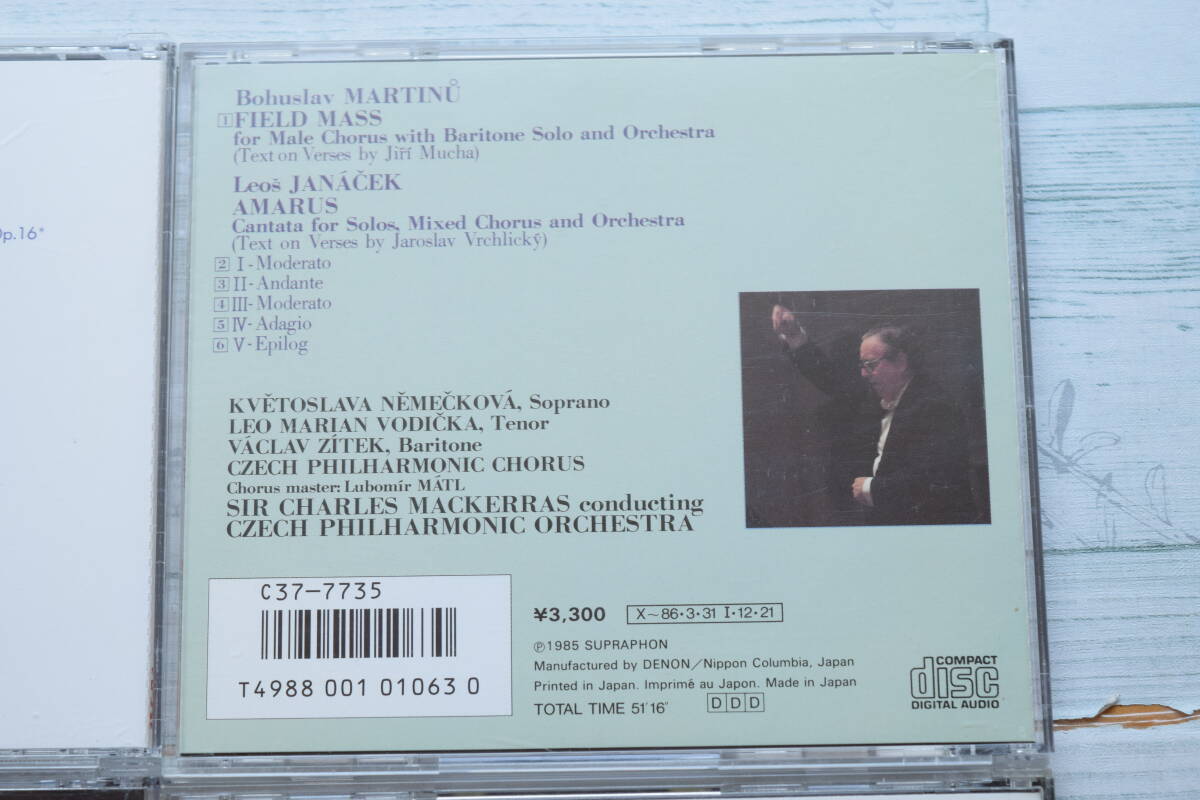 Op.16*
Bohuslav MARTINŮ
1 FIELD MASS
for Male Chorus with Baritone Solo and Orchestra
(Text on Verses by Jiří Mucha)
Leoš JANÁČEK
AMARUS
Cantata for Solos, Mixed Chorus and Orchestra
(Text on Verses by Jaroslav Vrchlický)
2 I-Moderato
3 II-Andante
4 III-Moderato
5 IV-Adagio
6 V-Epilog
KVĚTOSLAVA NĚMEČKOVÁ, Soprano
LEO MARIAN VODIČKA, Tenor
VÁCLAV ZÍTEK, Baritone
CZECH PHILHARMONIC CHORUS
Chorus master: Lubomír MÁTL
SIR CHARLES MACKERRAS conducting
CZECH PHILHARMONIC ORCHESTRA
C37-7735
T4988 001 01063 0
¥3,300 X~86・3・31 I・12・21
Ⓟ1985 SUPRAPHON
Manufactured by DENON/Nippon Columbia, Japan
Printed in Japan. Imprimé au Japon. Made in Japan
TOTAL TIME 51'16" DDD
COMPACT
disc
DIGITAL AUDIO